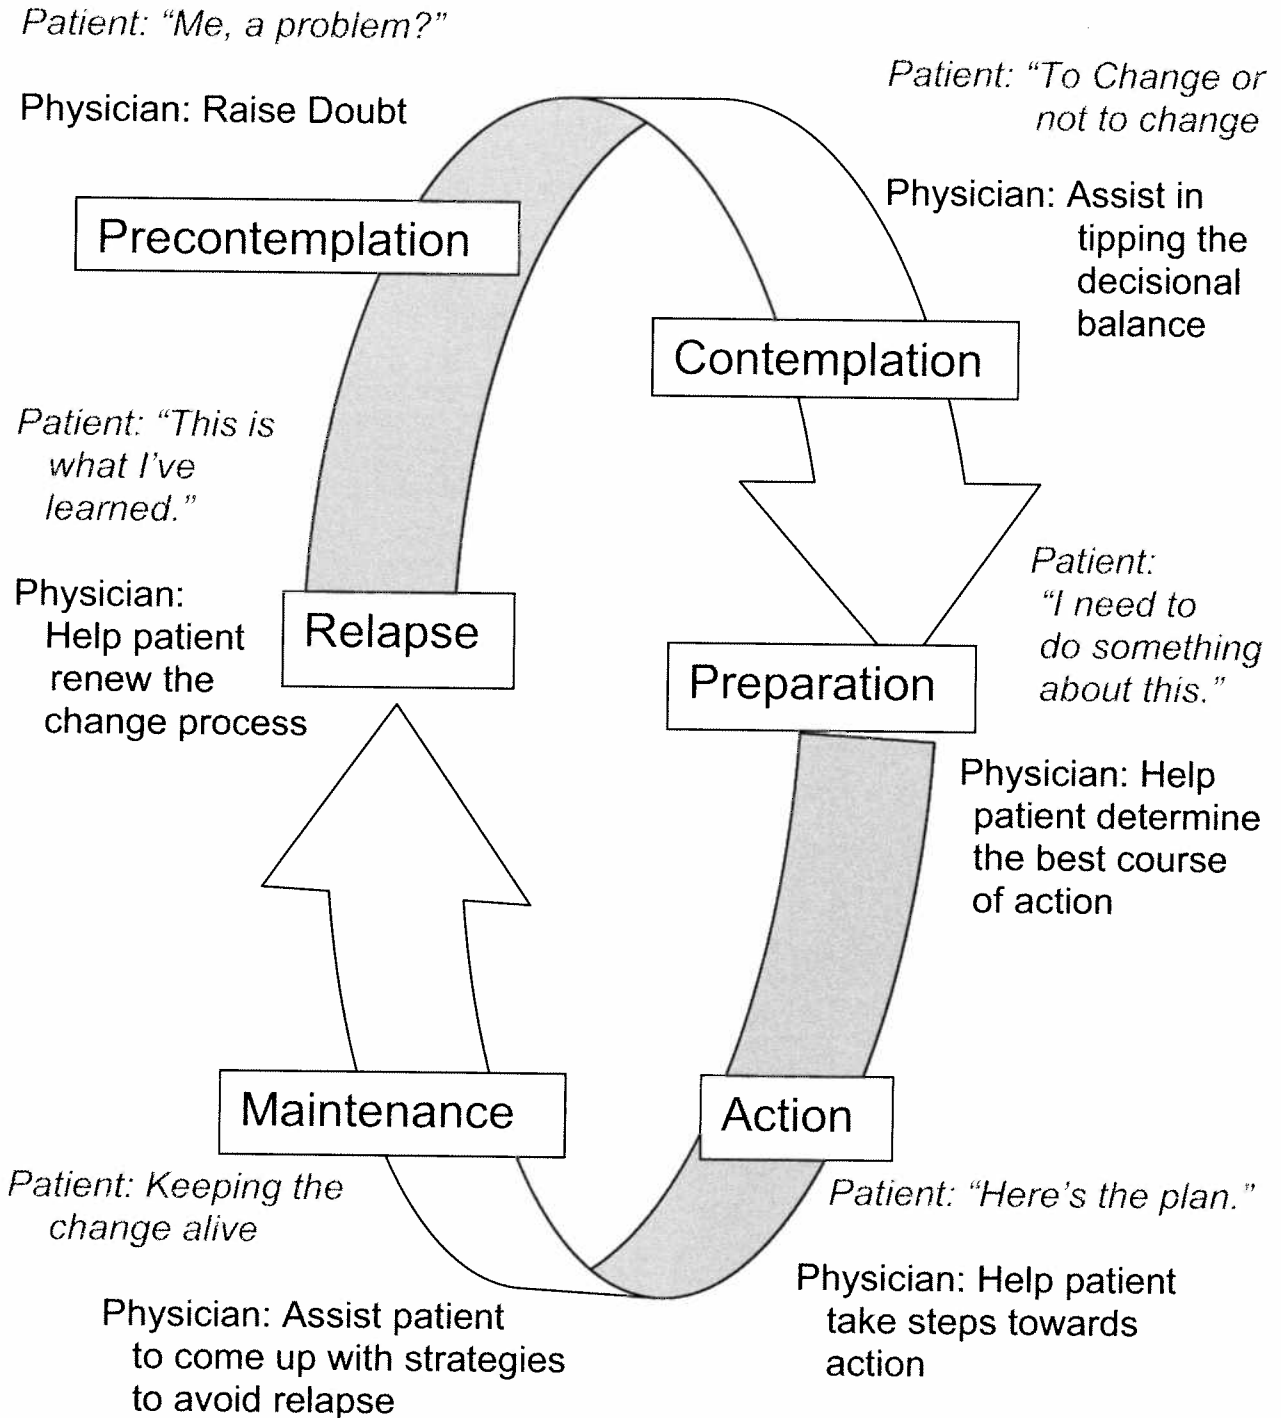 Patient: “Me, a problem?”
Physician: Raise Doubt
Precontemplation
Patient: “To Change or
not to change
Physician: Assist in
tipping the
decisional
balance
Contemplation
Patient:
“I need to
do something
about this.”
Preparation
Physician: Help
patient determine
the best course
of action
Action
Patient: “Here’s the plan.”
Physician: Help patient
take steps towards
action
Maintenance
Patient: Keeping the
change alive
Physician: Assist patient
to come up with strategies
to avoid relapse
Patient: “This is
what I’ve
learned.”
Physician:
Help patient
renew the
change process
Relapse